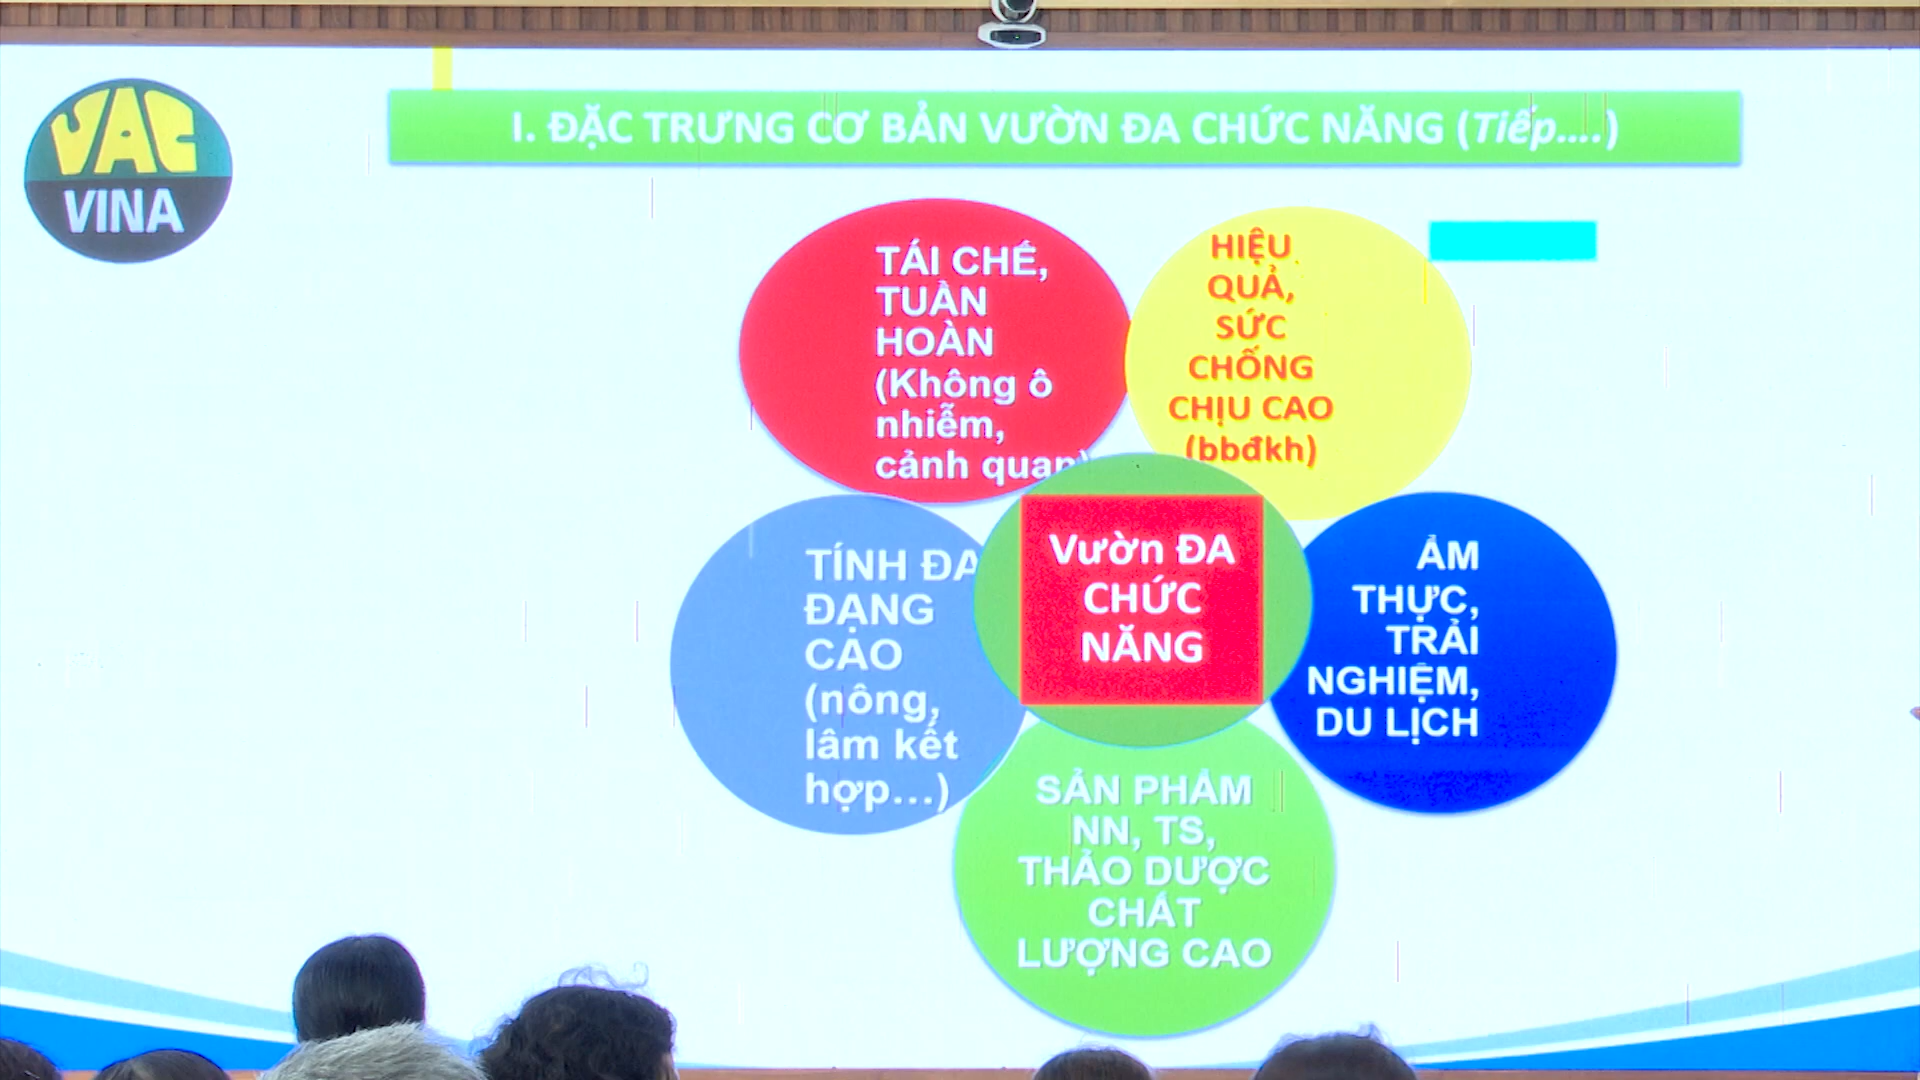 VAC
VINA
I. ĐẶC TRƯNG CƠ BẢN VƯỜN ĐA CHỨC NĂNG (Tiếp....)
TÁI CHẾ,
TUẦN
HOÀN
(Không ô
nhiễm,
cảnh quan)
HIỆU
QUẢ,
SỨC
CHỐNG
CHỊU CAO
(bbđkh)
TÍNH ĐA
ĐẠNG
CAO
(nông,
lâm kết
hợp...)
Vườn ĐA
CHỨC
NĂNG
ẨM
THỰC,
TRẢI
NGHIỆM,
DU LỊCH
SẢN PHẨM
NN, TS,
THẢO DƯỢC
CHẤT
LƯỢNG CAO